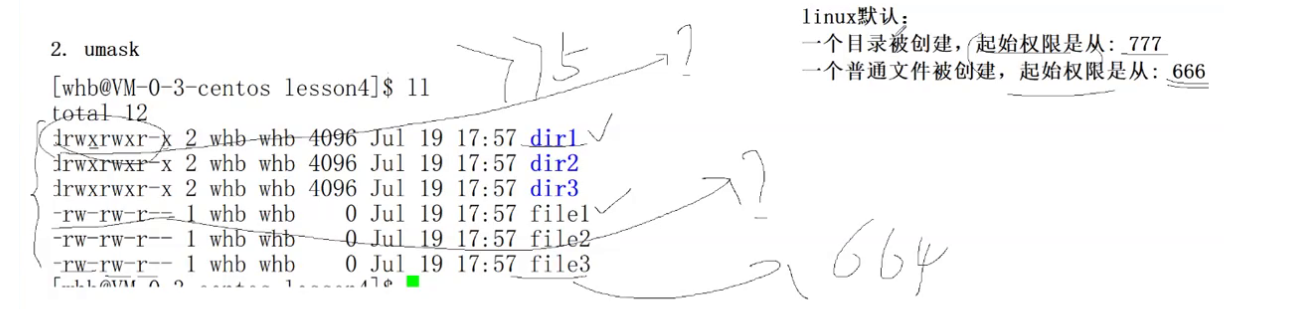 2. umask
[whb@VM-0-3-centos lesson4]$ ll
total 12
drwxrwxr-x 2 whb whb 4096 Jul 19 17:57 dir1
drwxrwxr-x 2 whb whb 4096 Jul 19 17:57 dir2
drwxrwxr-x 2 whb whb 4096 Jul 19 17:57 dir3
-rw-rw-r-- 1 whb whb 0 Jul 19 17:57 file1
-rw-rw-r-- 1 whb whb 0 Jul 19 17:57 file2
-rw-rw-r-- 1 whb whb 0 Jul 19 17:57 file3
775
?
?
664
linux默认:
一个目录被创建, 起始权限是从: 777
一个普通文件被创建, 起始权限是从: 666